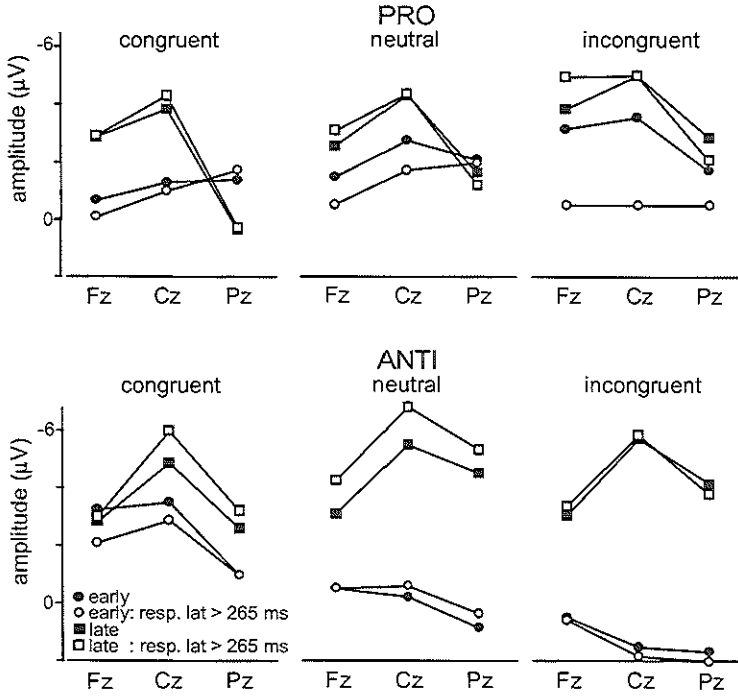 PRO
congruent neutral incongruent
-6
amplitude (µV)
0
Fz Cz Pz Fz Cz Pz Fz Cz Pz
ANTI
congruent neutral incongruent
-6
amplitude (µV)
0
early
early: resp. lat > 265 ms
late
late : resp. lat > 265 ms
Fz Cz Pz Fz Cz Pz Fz Cz Pz